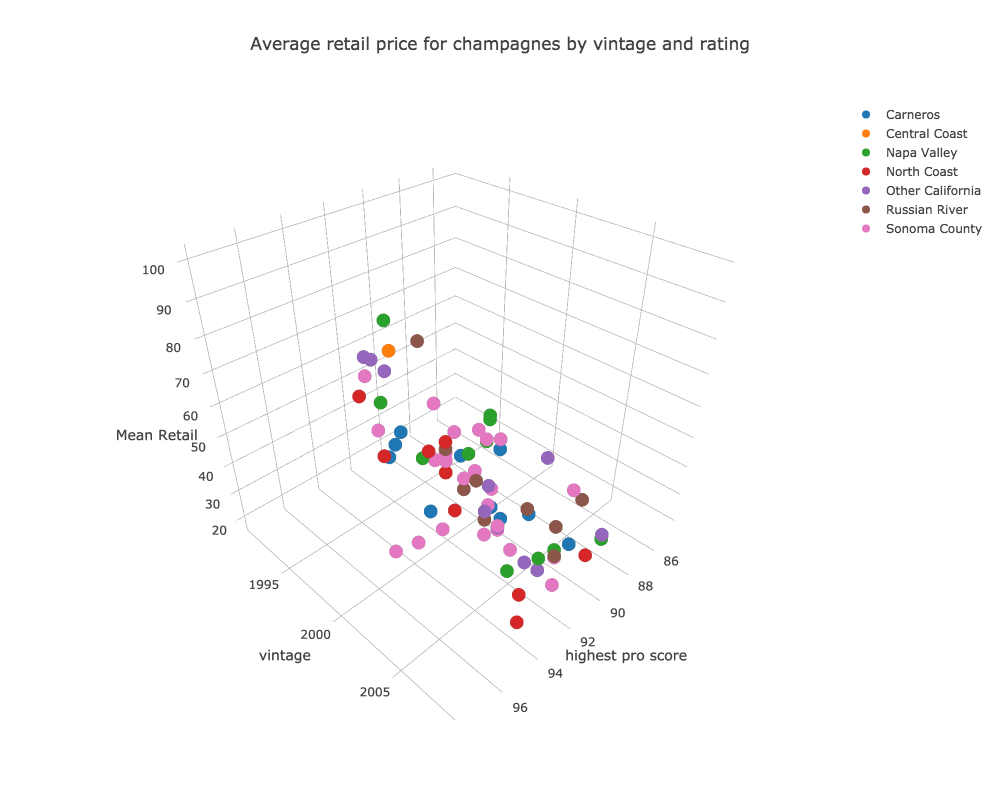 Average retail price for champagnes by vintage and rating
Carneros
Central Coast
Napa Valley
North Coast
Other California
Russian River
Sonoma County
100
90
80
70
60
50
40
30
20
Mean Retail
1995
2000
2005
vintage
86
88
90
92
94
96
highest pro score